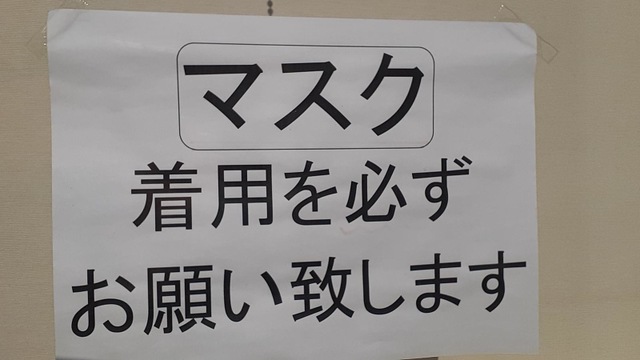 マスク
着用を必ず
お願い致します